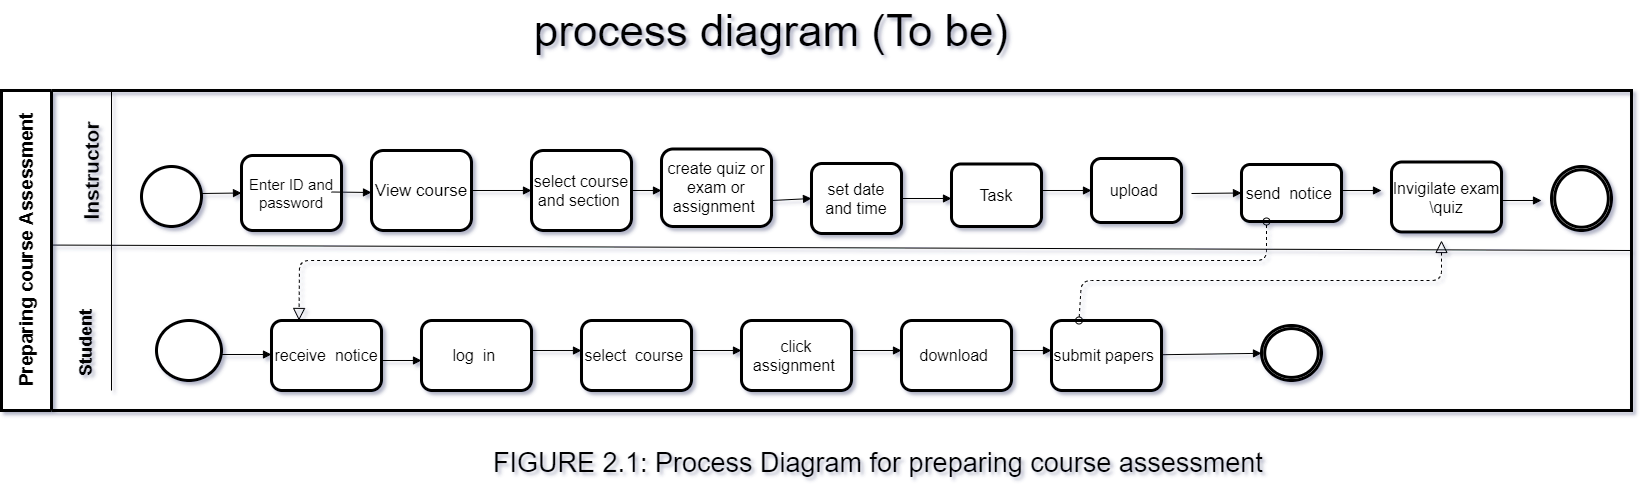 process diagram (To be)
Preparing course Assessment
Instructor
Enter ID and
password
View course
select course
and section
create quiz or
exam or
assignment
set date
and time
Task
upload
send notice
Invigilate exam
\quiz
Student
receive notice
log in
select course
click
assignment
download
submit papers
FIGURE 2.1: Process Diagram for preparing course assessment